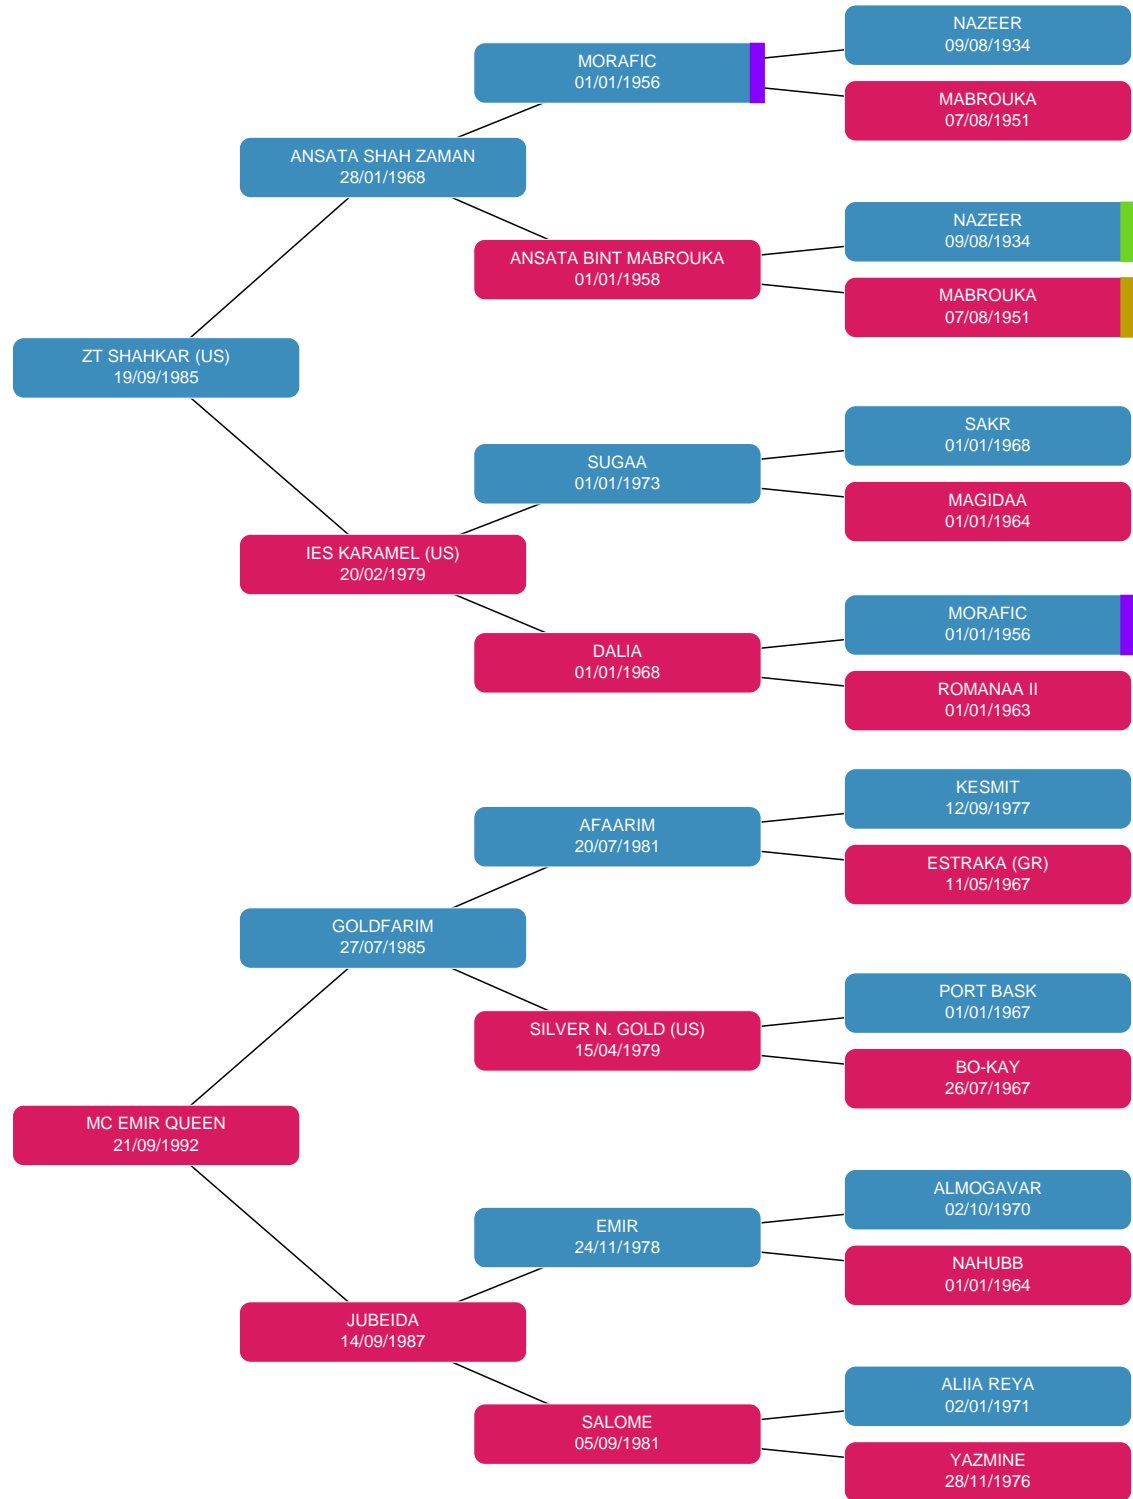 NAZEER
09/08/1934
MORAFIC
01/01/1956
MABROUKA
07/08/1951
ANSATA SHAH ZAMAN
28/01/1968
NAZEER
09/08/1934
ANSATA BINT MABROUKA
01/01/1958
MABROUKA
07/08/1951
ZT SHAHKAR (US)
19/09/1985
SAKR
01/01/1968
SUGAA
01/01/1973
MAGIDAA
01/01/1964
IES KARAMEL (US)
20/02/1979
MORAFIC
01/01/1956
DALIA
01/01/1968
ROMANAA II
01/01/1963
KESMIT
12/09/1977
AFAARIM
20/07/1981
ESTRAKA (GR)
11/05/1967
GOLDFARIM
27/07/1985
PORT BASK
01/01/1967
SILVER N. GOLD (US)
15/04/1979
BO-KAY
26/07/1967
MC EMIR QUEEN
21/09/1992
ALMOGAVAR
02/10/1970
EMIR
24/11/1978
NAHUBB
01/01/1964
JUBEIDA
14/09/1987
ALIIA REYA
02/01/1971
SALOME
05/09/1981
YAZMINE
28/11/1976